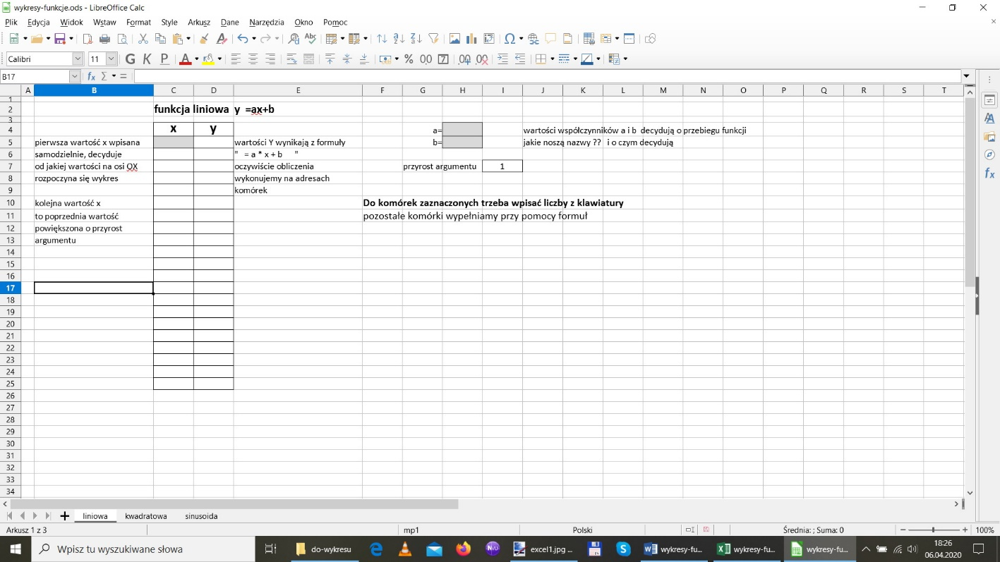 wykresy-funkcje.ods - LibreOffice Calc
Plik Edycja Widok Wstaw Format Style Arkusz Dane Narzędzia Okno Pomoc
Calibri 11 G K P
B17
A B C D E F G H I J K L M N O P Q R S T
1
2 funkcja liniowa y =ax+b
3
4 x y a= wartości współczynników a i b decydują o przebiegu funkcji
5 pierwsza wartość x wpisana wartości Y wynikają z formuły b= jakie noszą nazwy ?? i o czym decydują
6 samodzielnie, decyduje " = a * x + b "
7 od jakiej wartości na osi OX oczywiście obliczenia przyrost argumentu 1
8 rozpoczyna się wykres wykonujemy na adresach
9 komórek
10 kolejna wartość x Do komórek zaznaczonych trzeba wpisać liczby z klawiatury
11 to poprzednia wartość pozostałe komórki wypełniamy przy pomocy formuł
12 powiększona o przyrost
13 argumentu
14
15
16
17
18
19
20
21
22
23
24
25
26
27
28
29
30
31
32
33
34
liniowa kwadratowa sinusoida
Arkusz 1 z 3 mp1 Polski Średnia: ; Suma: 0 100%
Wpisz tu wyszukiwane słowa do-wykresu excel1.jpg ... wykresy-fu... wykresy-fu... wykresy-fu... 18:26
06.04.2020